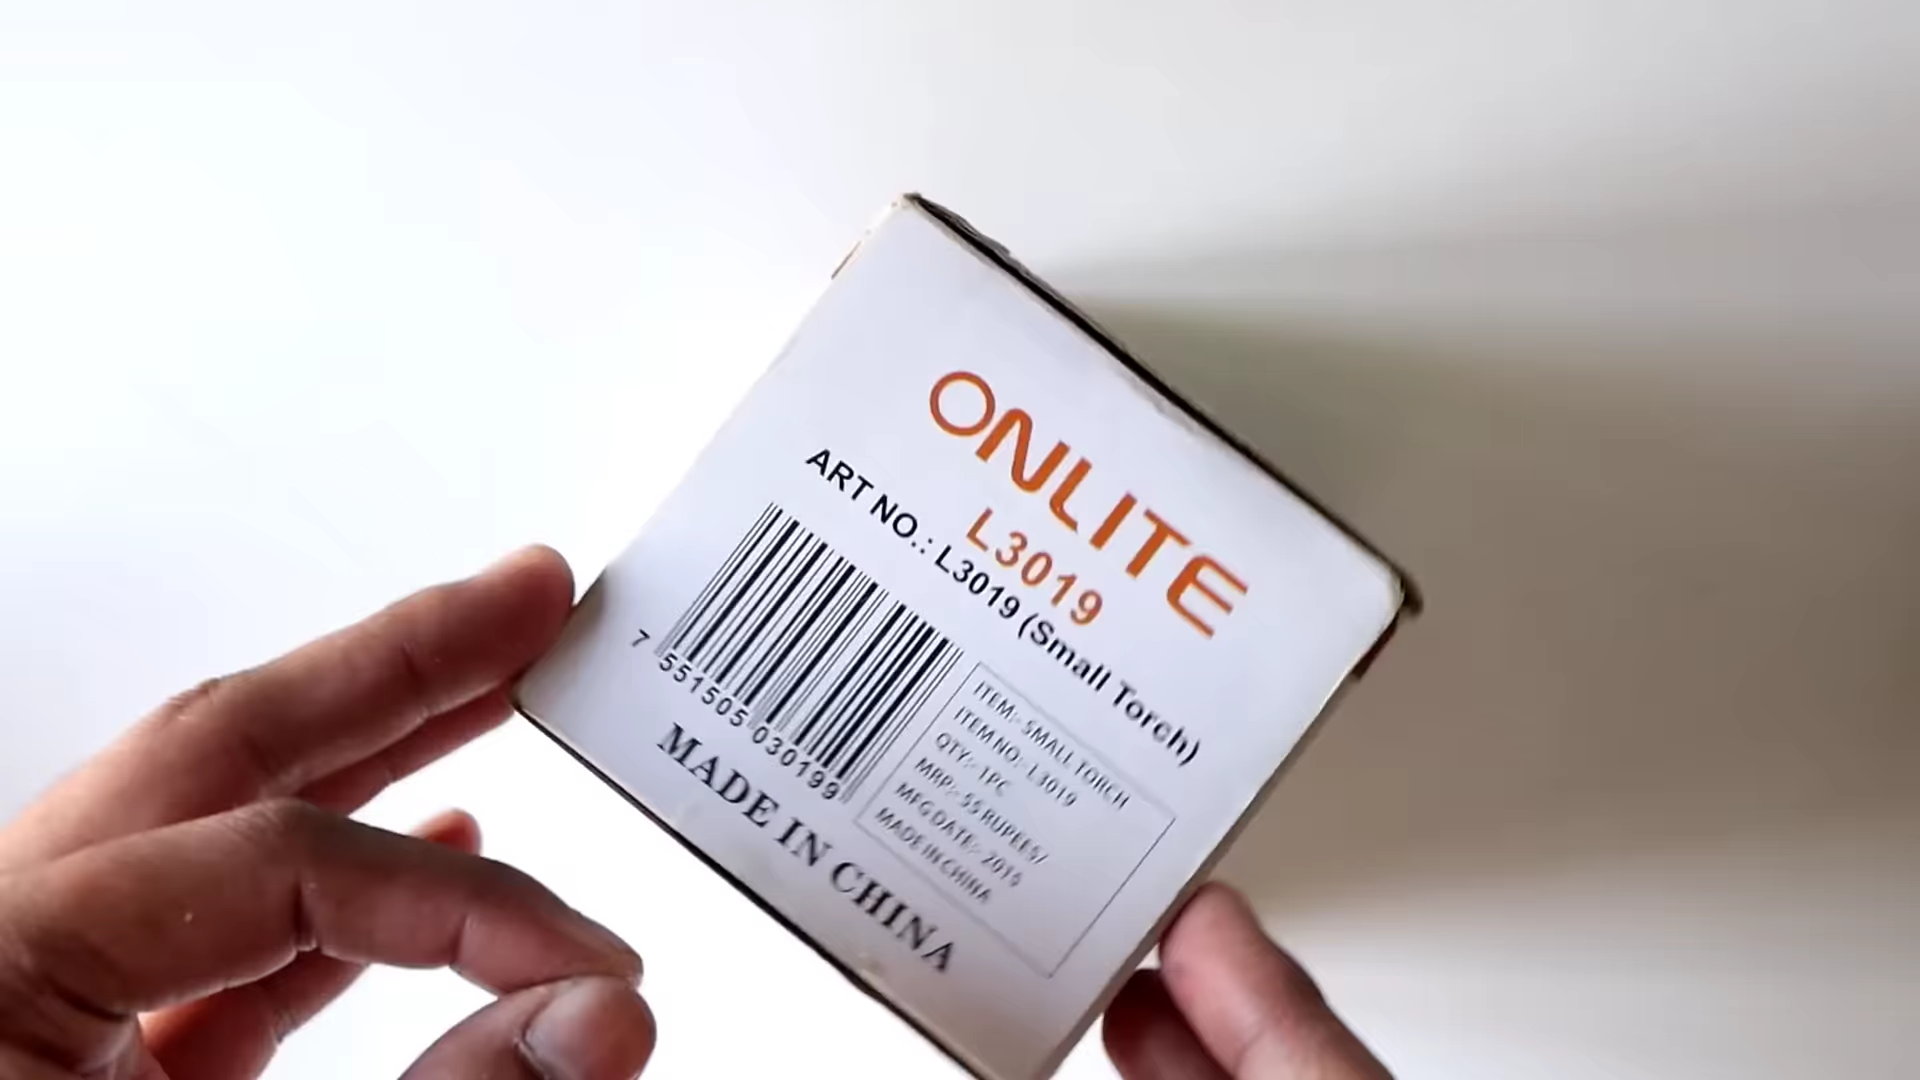 ONLITE
L3019
ART NO.: L3019 (Small Torch)
7 551505 030199
MADE IN CHINA
ITEM:- SMALL TORCH
ITEM NO:- L3019
QTY:- 1PC
MRP:- 55 RUPEES/
MFG DATE:- 2010
MADE IN CHINA